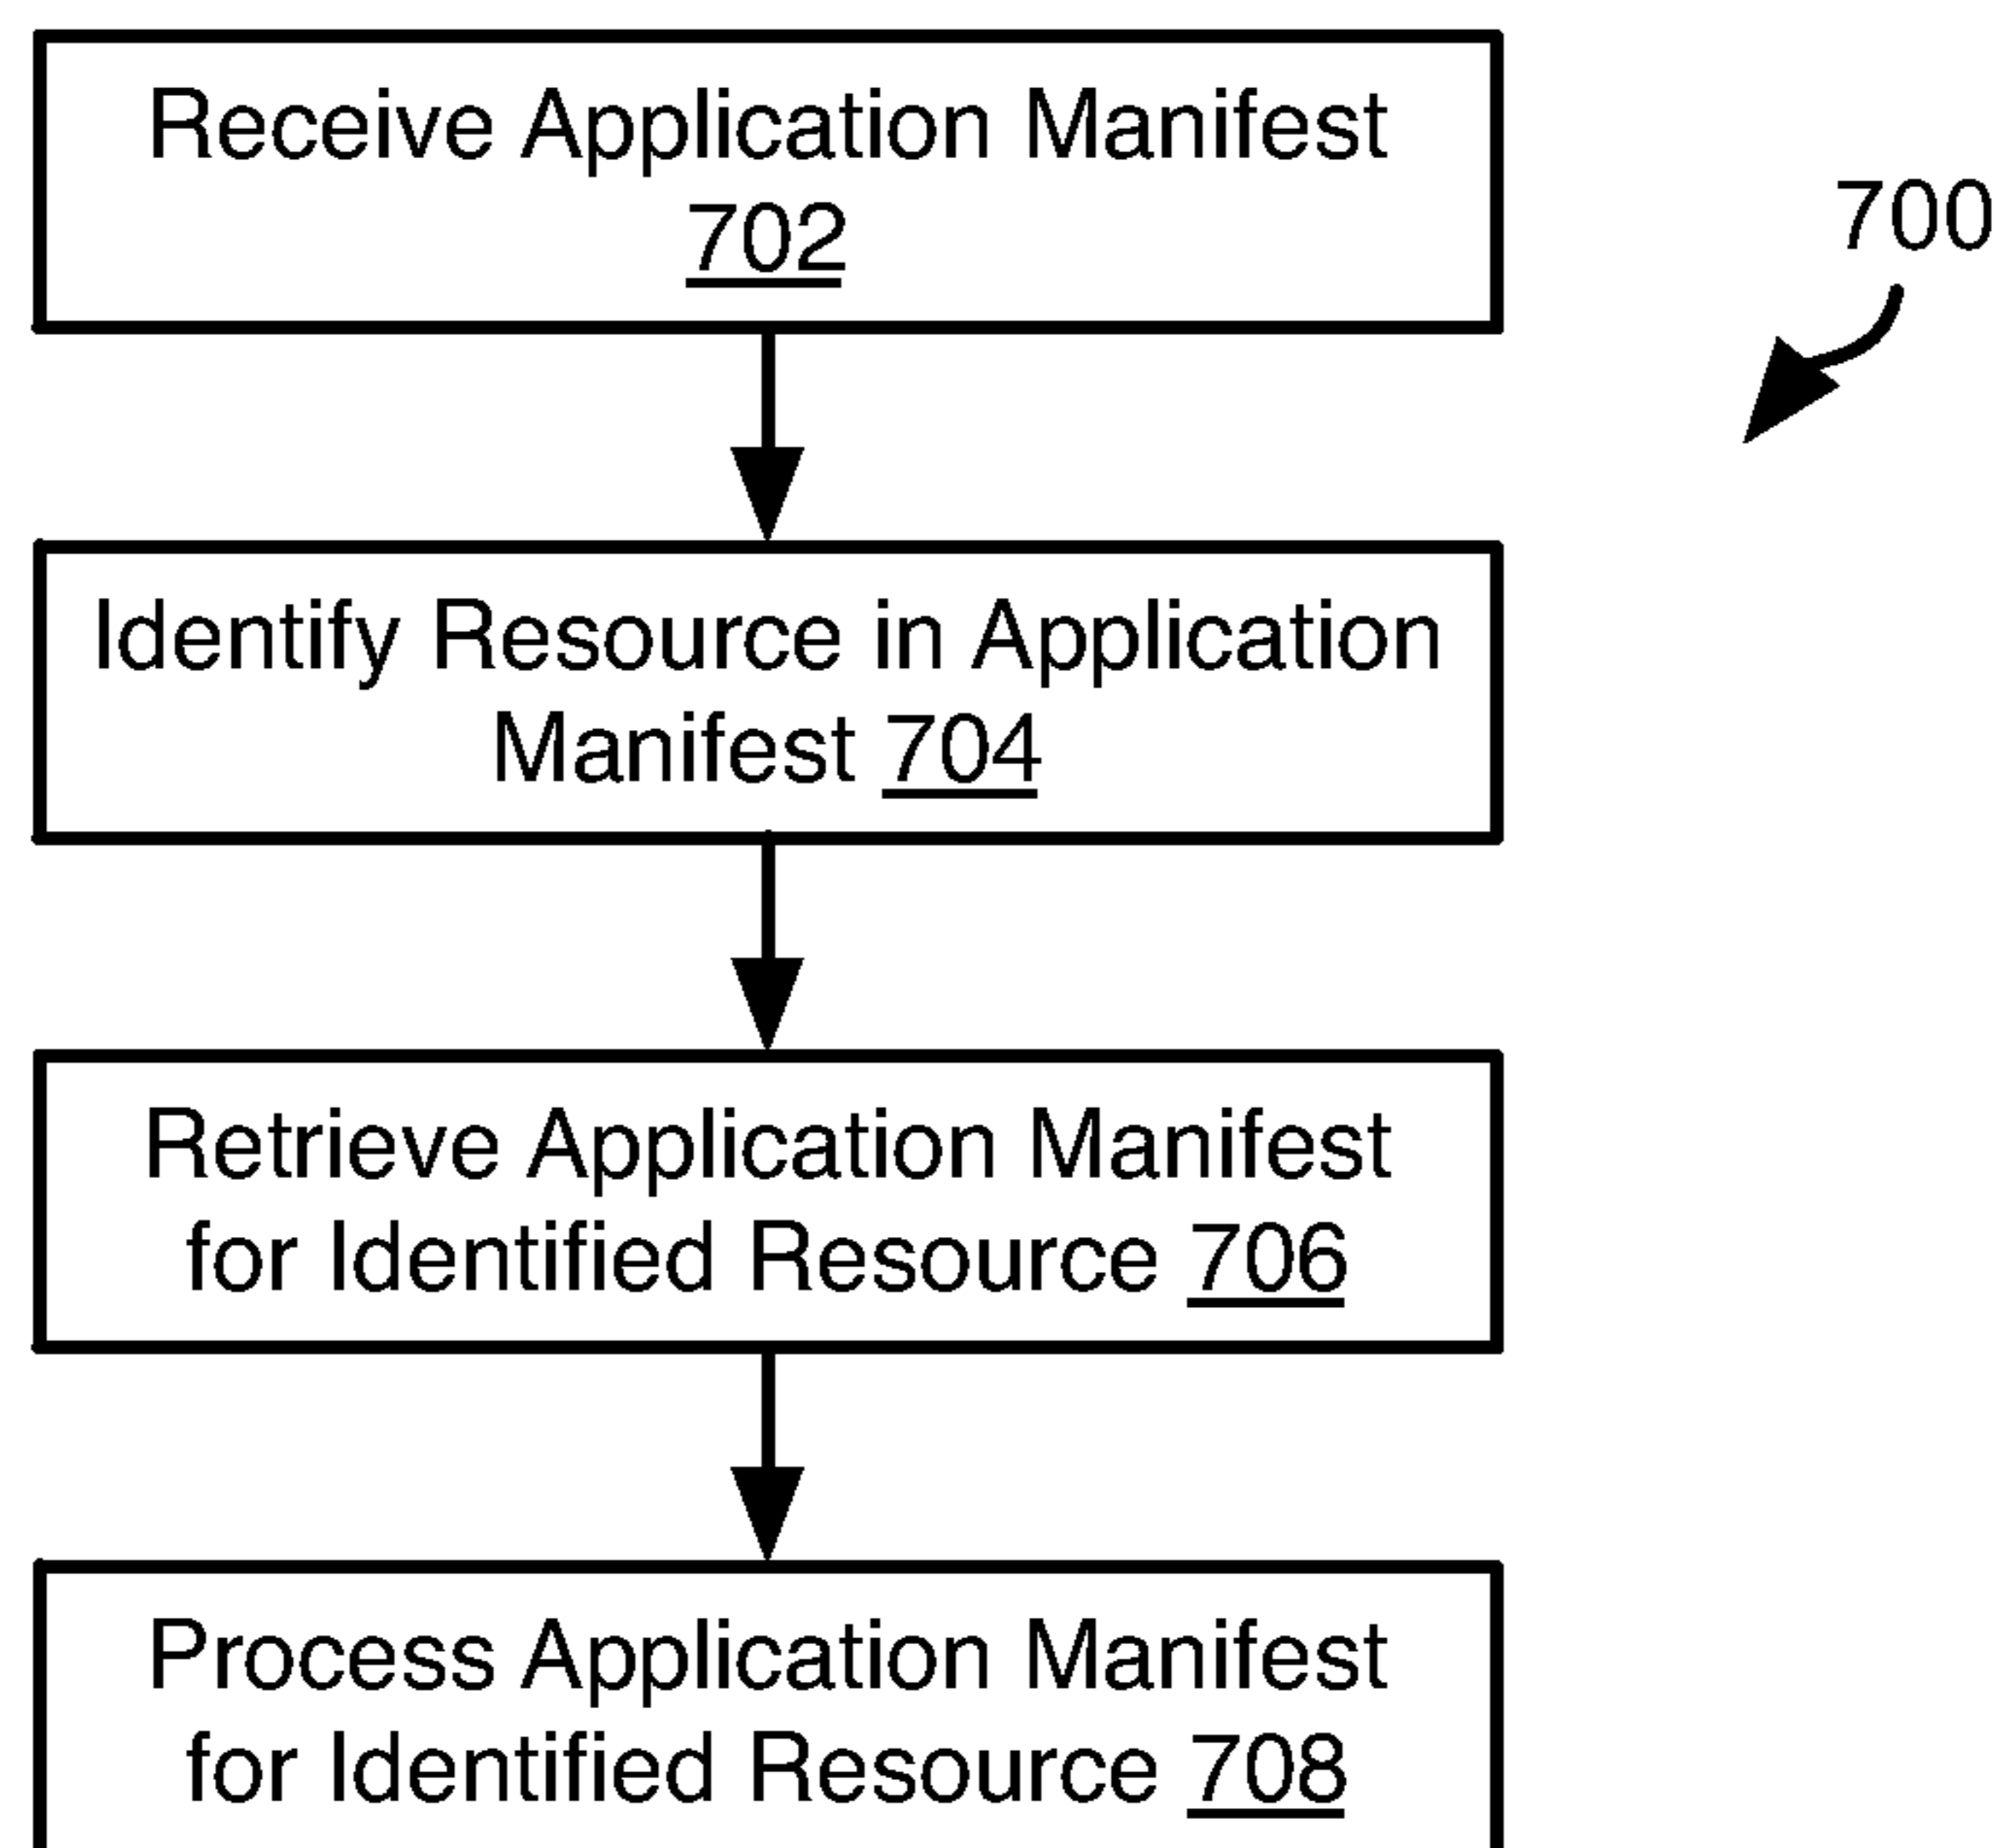 Receive Application Manifest
702
700
Identify Resource in Application
Manifest 704
Retrieve Application Manifest
for Identified Resource 706
Process Application Manifest
for Identified Resource 708